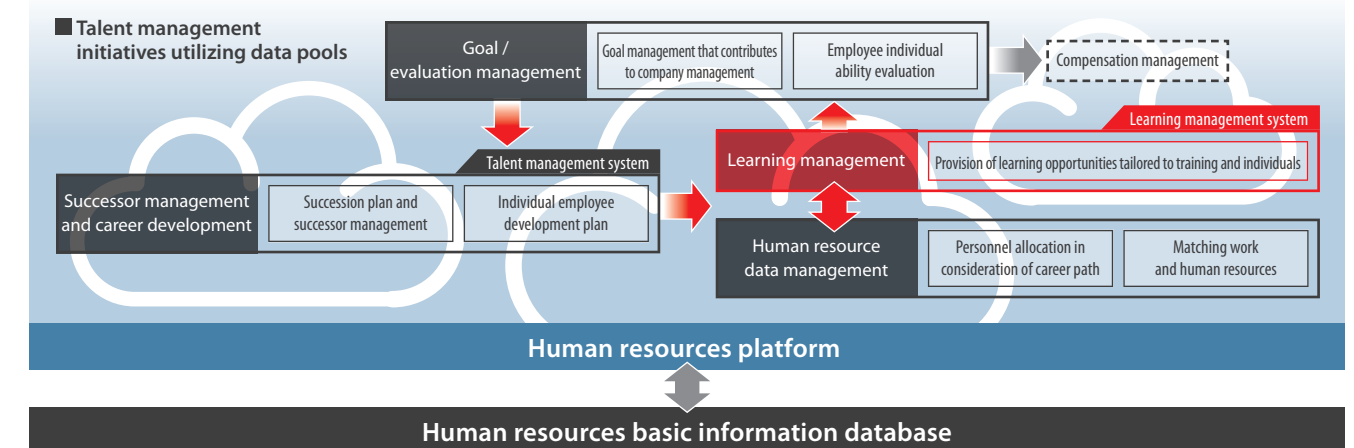 Talent management
initiatives utilizing data pools
Goal /
evaluation management
Goal management that contributes
to company management
Employee individual
ability evaluation
Compensation management
Learning management system
Learning management
Provision of learning opportunities tailored to training and individuals
Talent management system
Successor management
and career development
Succession plan and
successor management
Individual employee
development plan
Human resource
data management
Personnel allocation in
consideration of career path
Matching work
and human resources
Human resources platform
Human resources basic information database